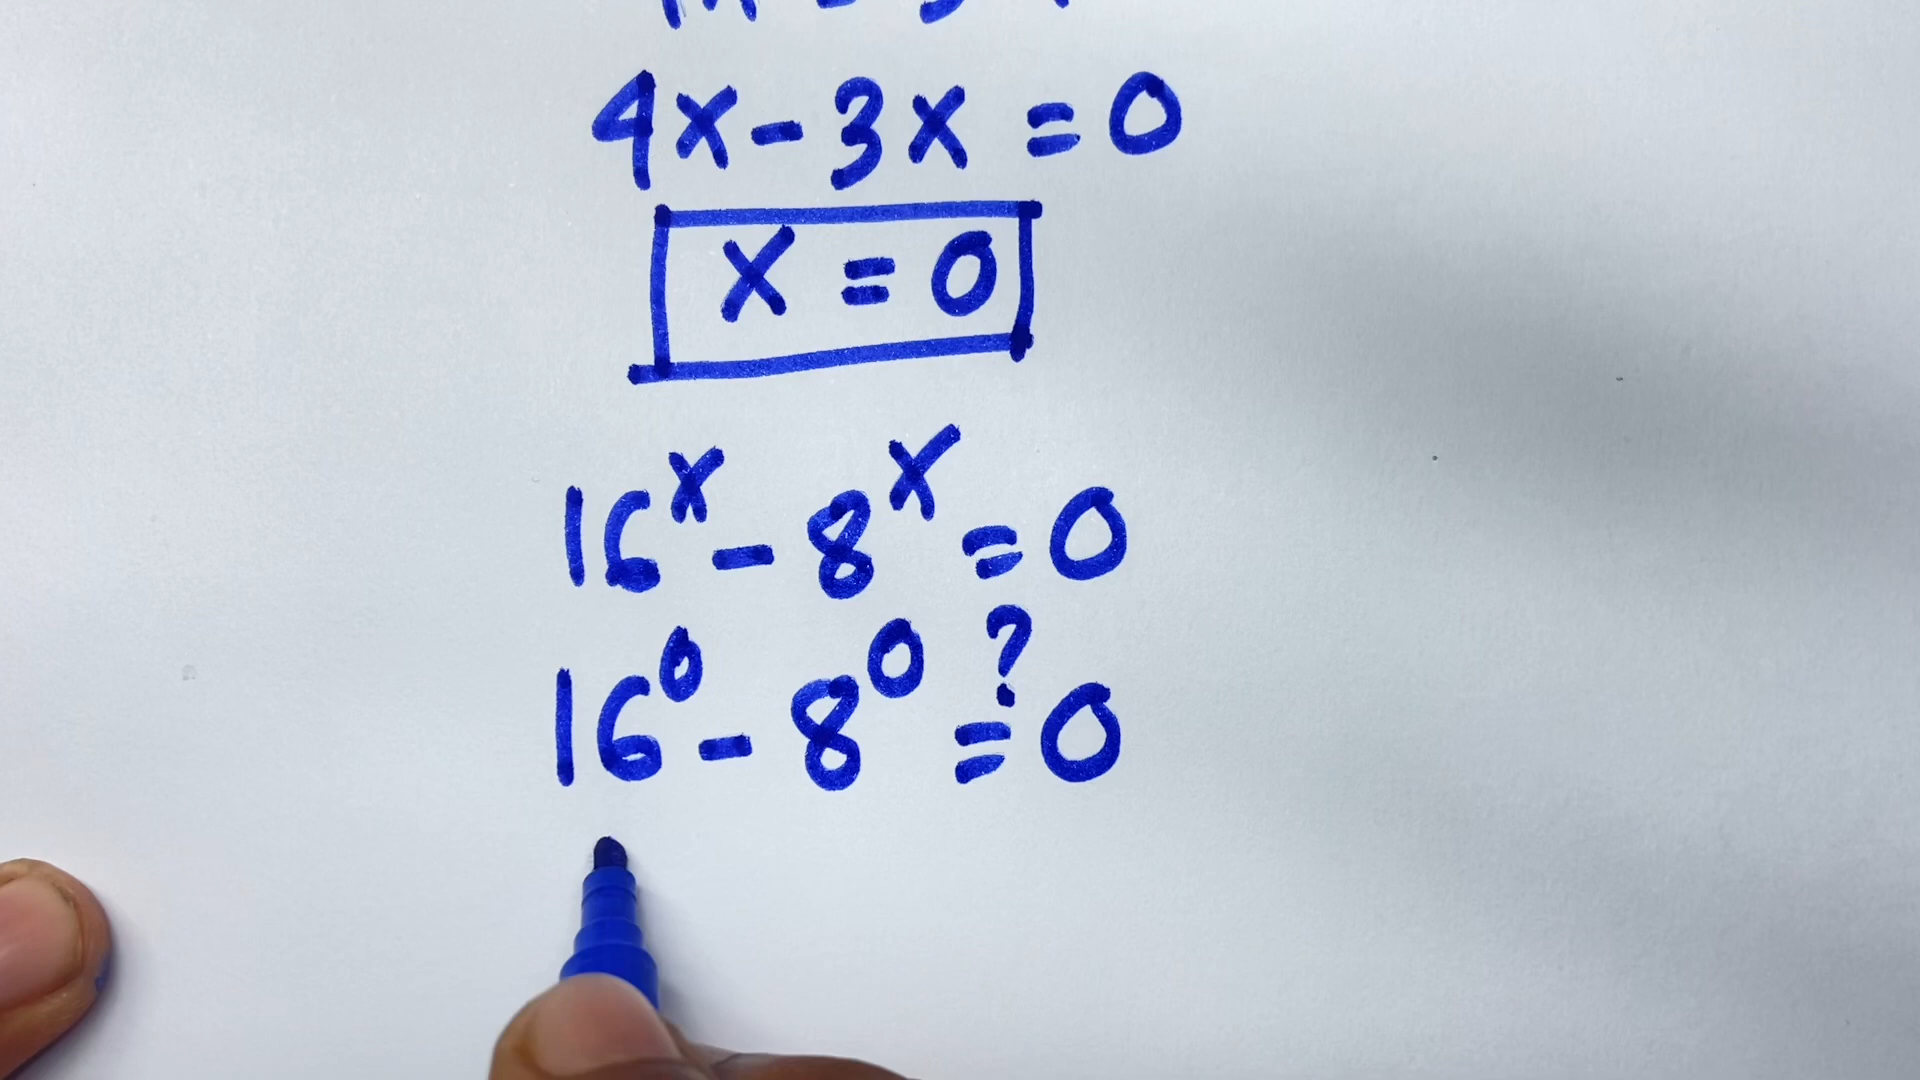 4x - 3x = 0
x = 0
16^x - 8^x = 0
16^0 - 8^0 ?= 0